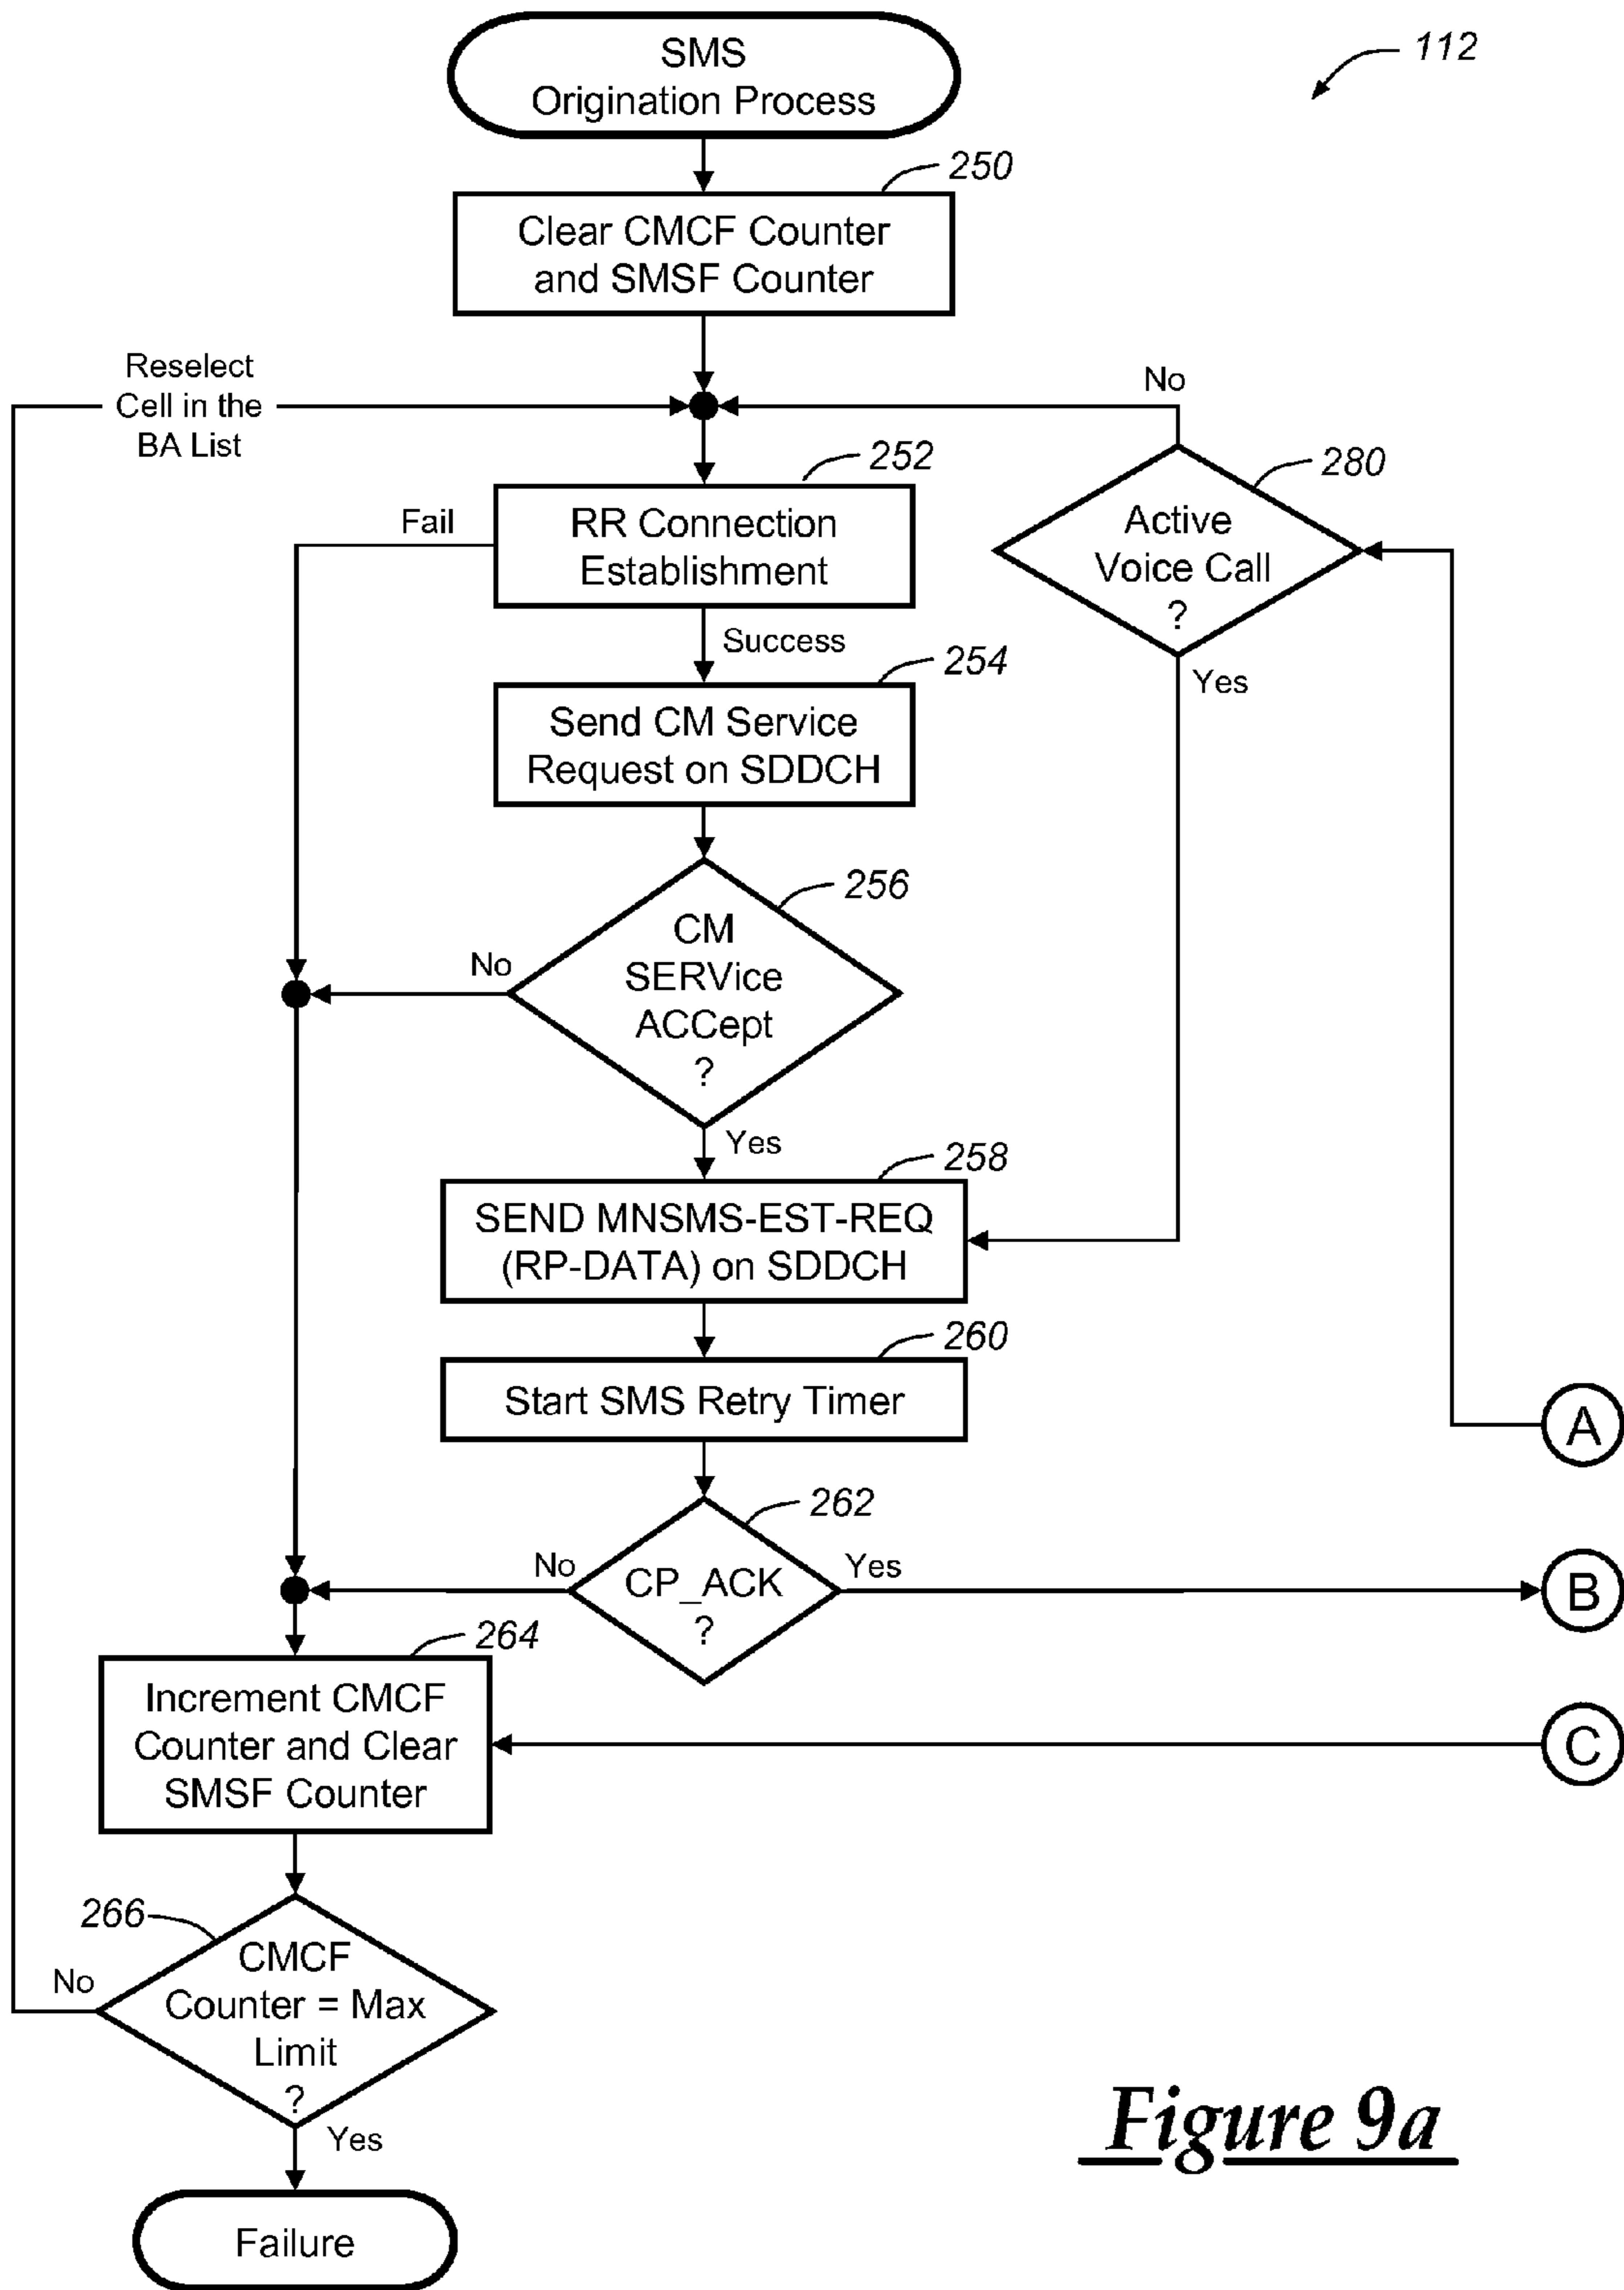 SMS
Origination Process
112
250
Clear CMCF Counter
and SMSF Counter
Reselect
Cell in the
BA List
No
252
RR Connection
Establishment
Fail
280
Active
Voice Call
?
Success
Yes
254
Send CM Service
Request on SDDCH
256
CM
SERVice
ACCept
?
No
Yes
258
SEND MNSMS-EST-REQ
(RP-DATA) on SDDCH
260
Start SMS Retry Timer
A
262
CP_ACK
?
No
Yes
B
264
Increment CMCF
Counter and Clear
SMSF Counter
C
266
CMCF
Counter = Max
Limit
?
No
Yes
Failure
Figure 9a